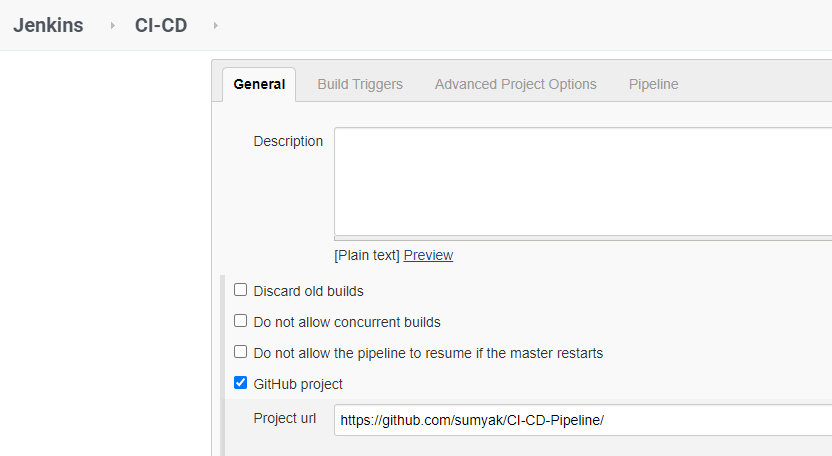 Jenkins CI-CD
General Build Triggers Advanced Project Options Pipeline
Description
[Plain text] Preview
Discard old builds
Do not allow concurrent builds
Do not allow the pipeline to resume if the master restarts
GitHub project
Project url https://github.com/sumyak/CI-CD-Pipeline/